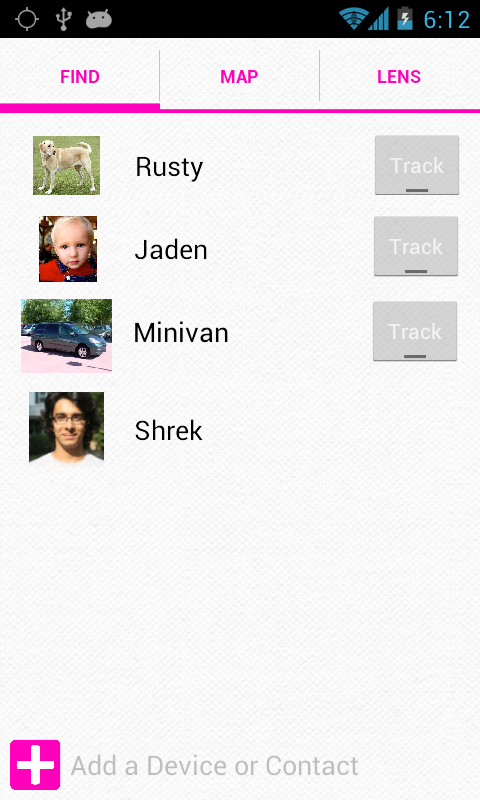 6:12
FIND
MAP
LENS
Rusty
Track
Jaden
Track
Minivan
Track
Shrek
Add a Device or Contact